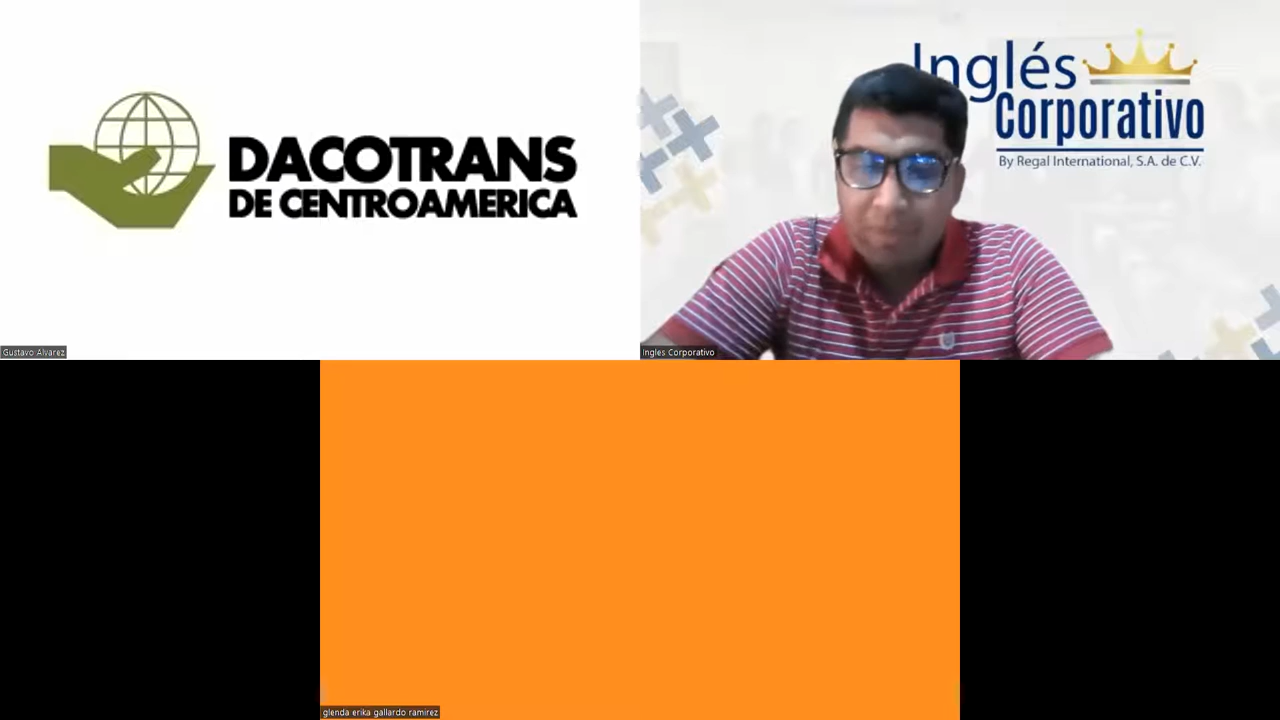 DACOTRANS
DE CENTROAMERICA
Gustavo Alvarez
Inglés
Corporativo
By Regal International, S.A. de C.V.
Ingles Corporativo
glenda erika gallardo ramirez